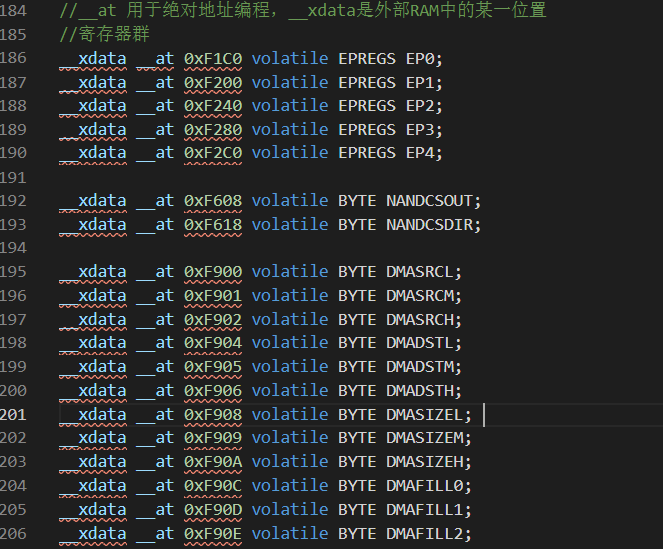 184 //__at 用于绝对地址编程，__xdata是外部RAM中的某一位置
185 //寄存器群
186 __xdata __at 0xF1C0 volatile EPREGS EP0;
187 __xdata __at 0xF200 volatile EPREGS EP1;
188 __xdata __at 0xF240 volatile EPREGS EP2;
189 __xdata __at 0xF280 volatile EPREGS EP3;
190 __xdata __at 0xF2C0 volatile EPREGS EP4;
191
192 __xdata __at 0xF608 volatile BYTE NANDCSOUT;
193 __xdata __at 0xF618 volatile BYTE NANDCSDIR;
194
195 __xdata __at 0xF900 volatile BYTE DMASRCL;
196 __xdata __at 0xF901 volatile BYTE DMASRCM;
197 __xdata __at 0xF902 volatile BYTE DMASRCH;
198 __xdata __at 0xF904 volatile BYTE DMADSTL;
199 __xdata __at 0xF905 volatile BYTE DMADSTM;
200 __xdata __at 0xF906 volatile BYTE DMADSTH;
201 __xdata __at 0xF908 volatile BYTE DMASIZEL;
202 __xdata __at 0xF909 volatile BYTE DMASIZEM;
203 __xdata __at 0xF90A volatile BYTE DMASIZEH;
204 __xdata __at 0xF90C volatile BYTE DMAFILL0;
205 __xdata __at 0xF90D volatile BYTE DMAFILL1;
206 __xdata __at 0xF90E volatile BYTE DMAFILL2;